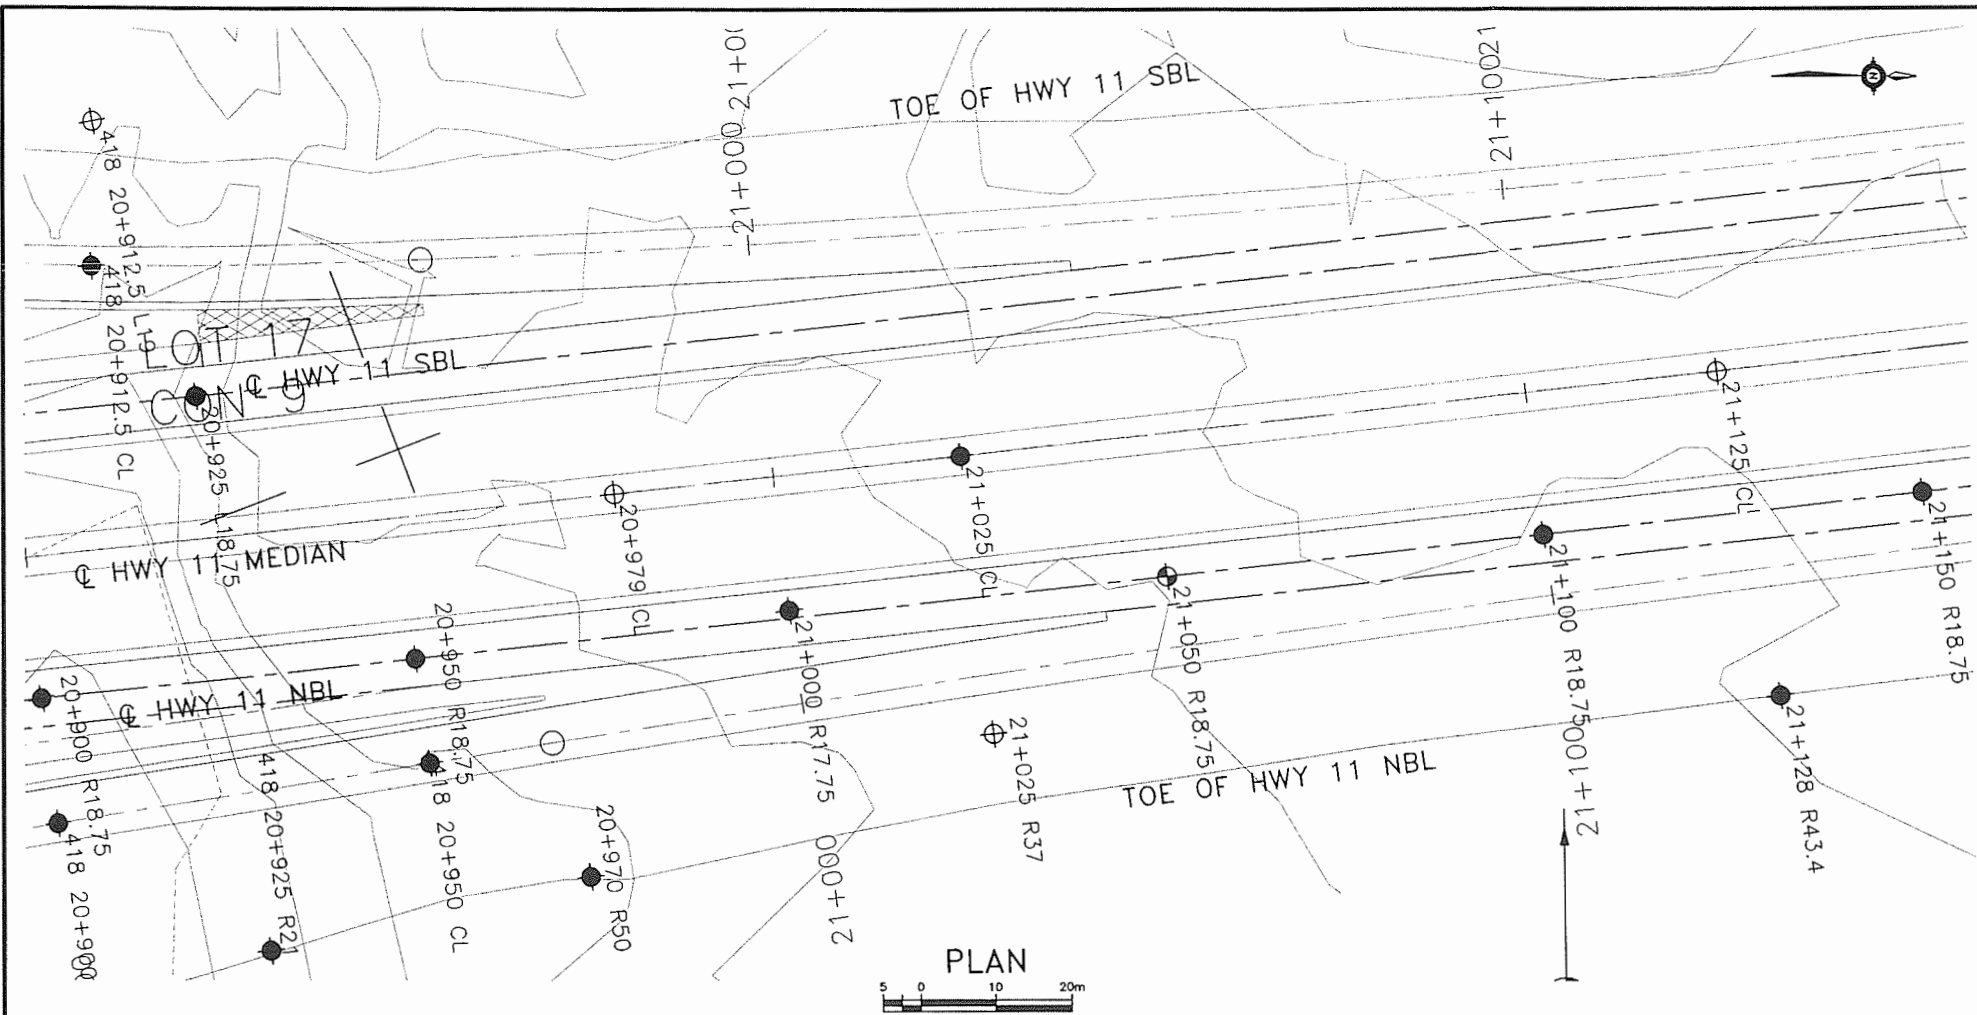 21+000 21+00
TOE OF HWY 11 SBL
21+10021
N
418 20+912.5 L19
418 20+912.5 CL
LOT 17
CON 9
℄ HWY 11 SBL
20+925 L18.75
℄ HWY 11 MEDIAN
20+979 CL
21+025 CL
21+125 CL
20+950 R18.75
21+000 R17.75
21+050 R18.75
21+100 R18.75
21+150 R18.75
℄ HWY 11 NBL
20+900 R18.75
418 20+900
418 20+925 R21
418 20+950 CL
20+970 R50
21+025 R37
TOE OF HWY 11 NBL
21+128 R43.4
21+000
21+100
PLAN
5 0 10 20m